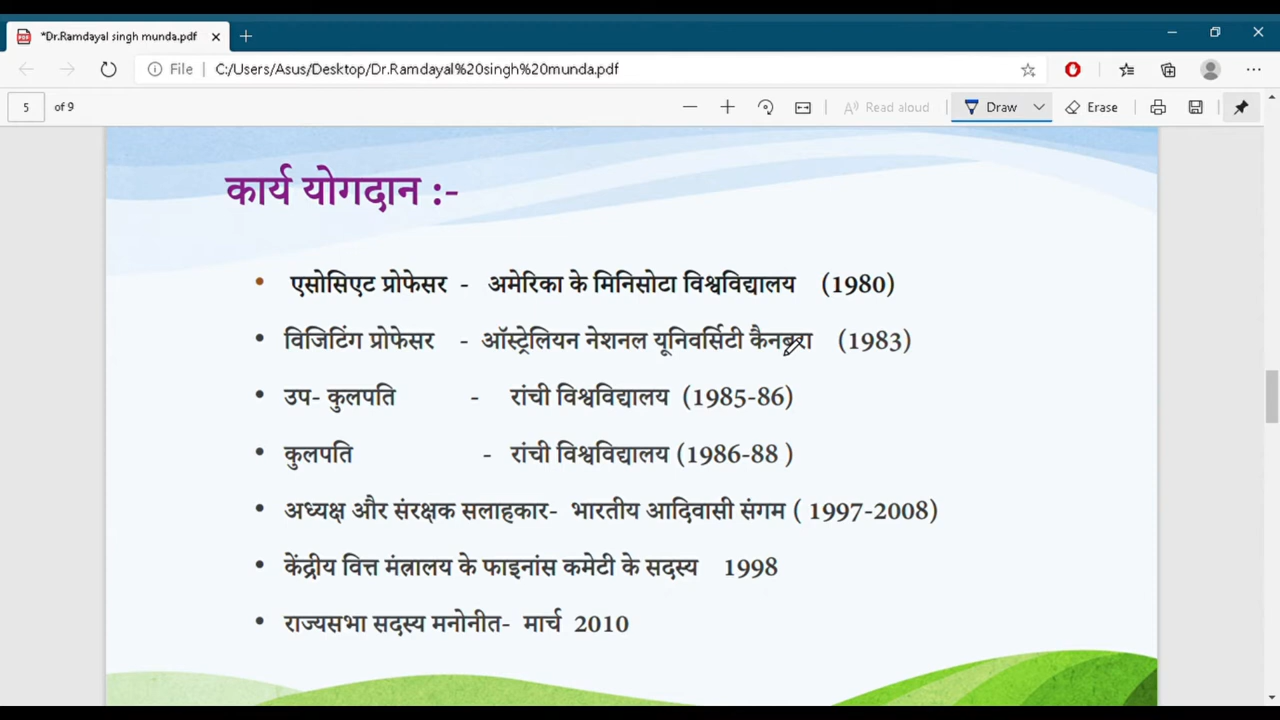 *Dr.Ramdayal singh munda.pdf
File C:/Users/Asus/Desktop/Dr.Ramdayal%20singh%20munda.pdf
5 of 9 Read aloud Draw Erase
कार्य योगदान :-
• एसोसिएट प्रोफेसर - अमेरिका के मिनिसोटा विश्वविद्यालय (1980)
• विजिटिंग प्रोफेसर - ऑस्ट्रेलियन नेशनल यूनिवर्सिटी कैनबरा (1983)
• उप- कुलपति - रांची विश्वविद्यालय (1985-86)
• कुलपति - रांची विश्वविद्यालय (1986-88 )
• अध्यक्ष और संरक्षक सलाहकार- भारतीय आदिवासी संगम ( 1997-2008)
• केंद्रीय वित्त मंत्रालय के फाइनांस कमेटी के सदस्य 1998
• राज्यसभा सदस्य मनोनीत- मार्च 2010